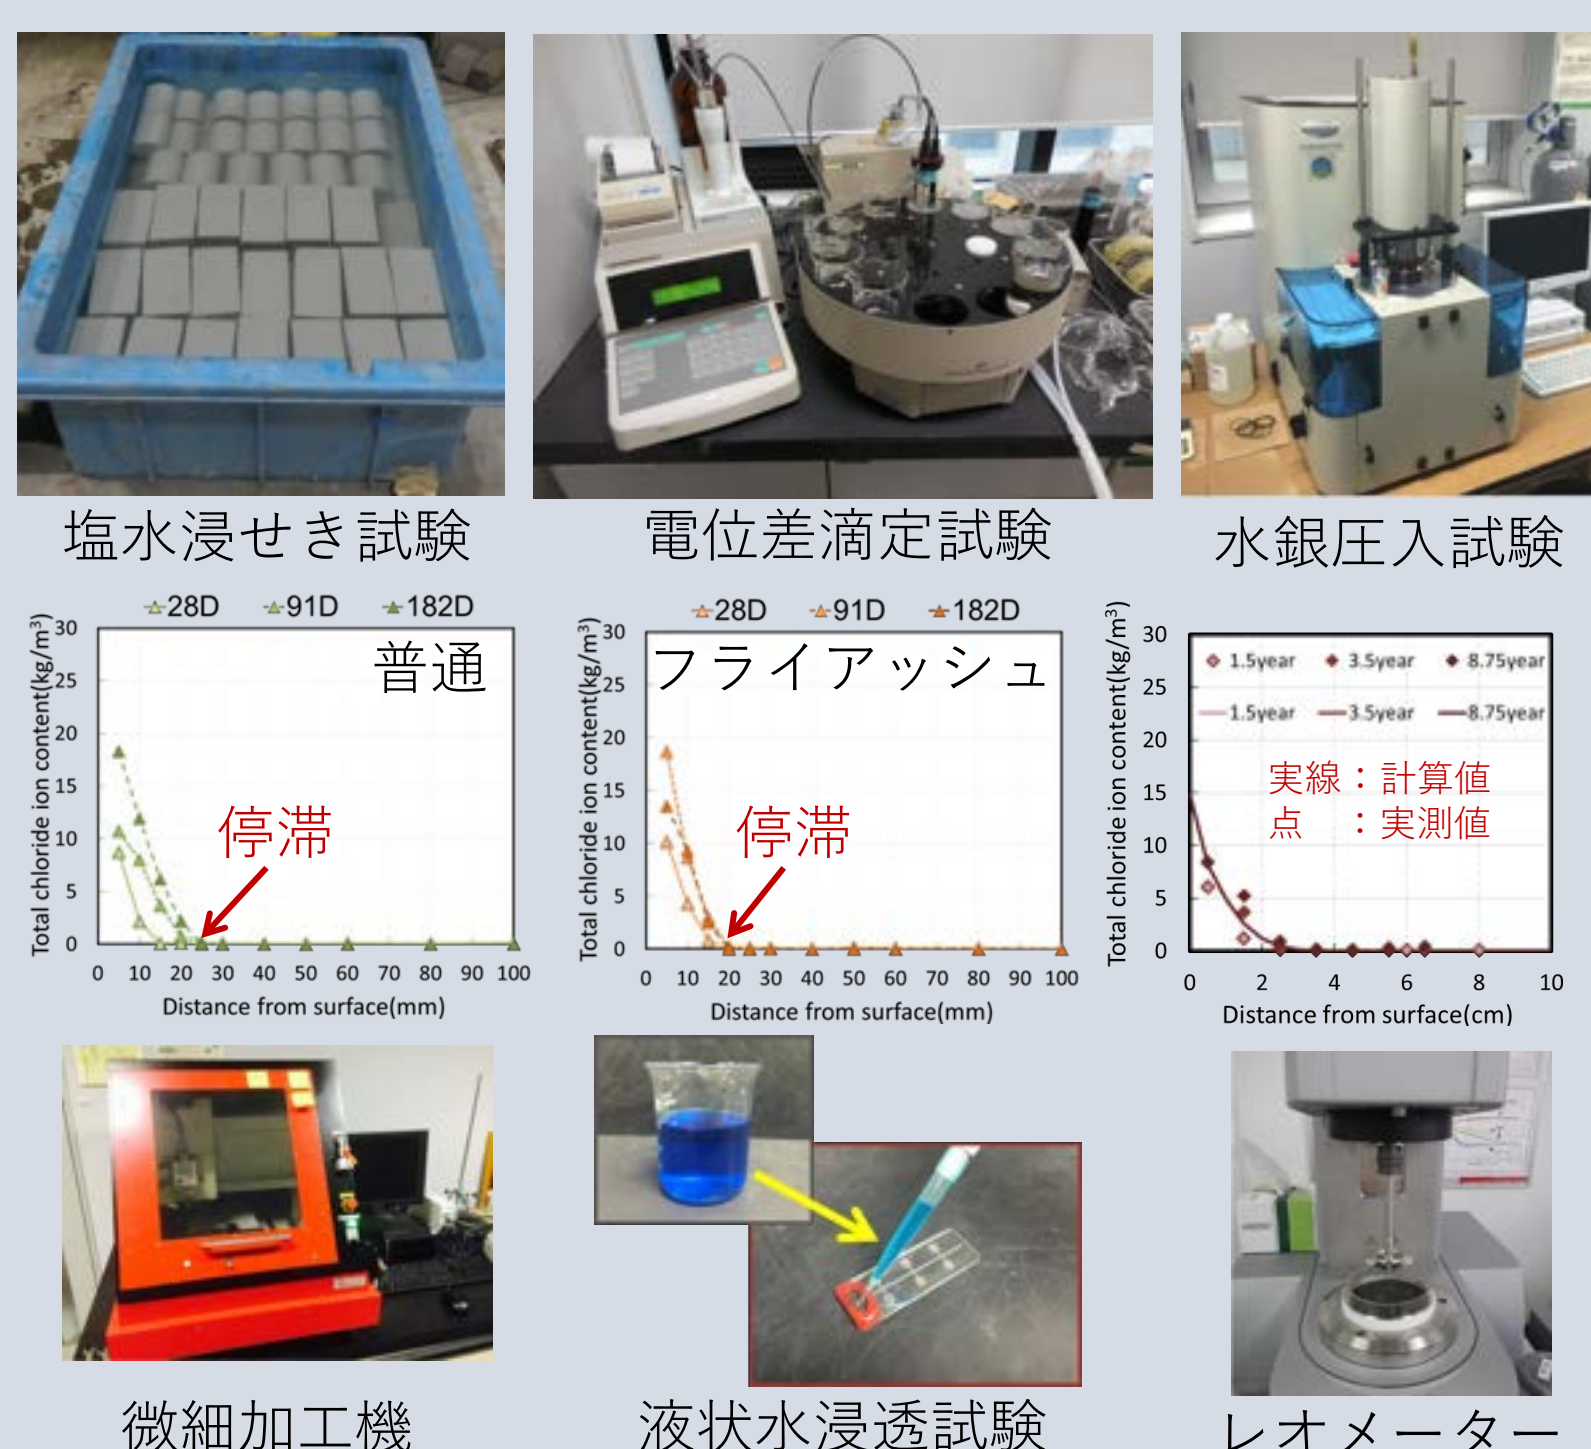 塩水浸せき試験
電位差滴定試験
水銀圧入試験
28D 91D 182D
普通
Total chloride ion content(kg/m³)
30
25
20
15
10
5
0
停滞
0 10 20 30 40 50 60 70 80 90 100
Distance from surface(mm)
28D 91D 182D
フライアッシュ
Total chloride ion content(kg/m³)
30
25
20
15
10
5
0
停滞
0 10 20 30 40 50 60 70 80 90 100
Distance from surface(mm)
Total chloride ion content(kg/m³)
30
25
20
15
10
5
0
1.5year 3.5year 8.75year
1.5year 3.5year 8.75year
実線：計算値
点　：実測値
0 2 4 6 8 10
Distance from surface(cm)
微細加工機
液状水浸透試験
レオメーター